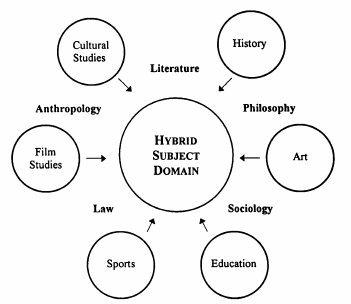 Cultural
Studies
History
Literature
Anthropology
Philosophy
Film
Studies
HYBRID
SUBJECT
DOMAIN
Art
Law
Sociology
Sports
Education